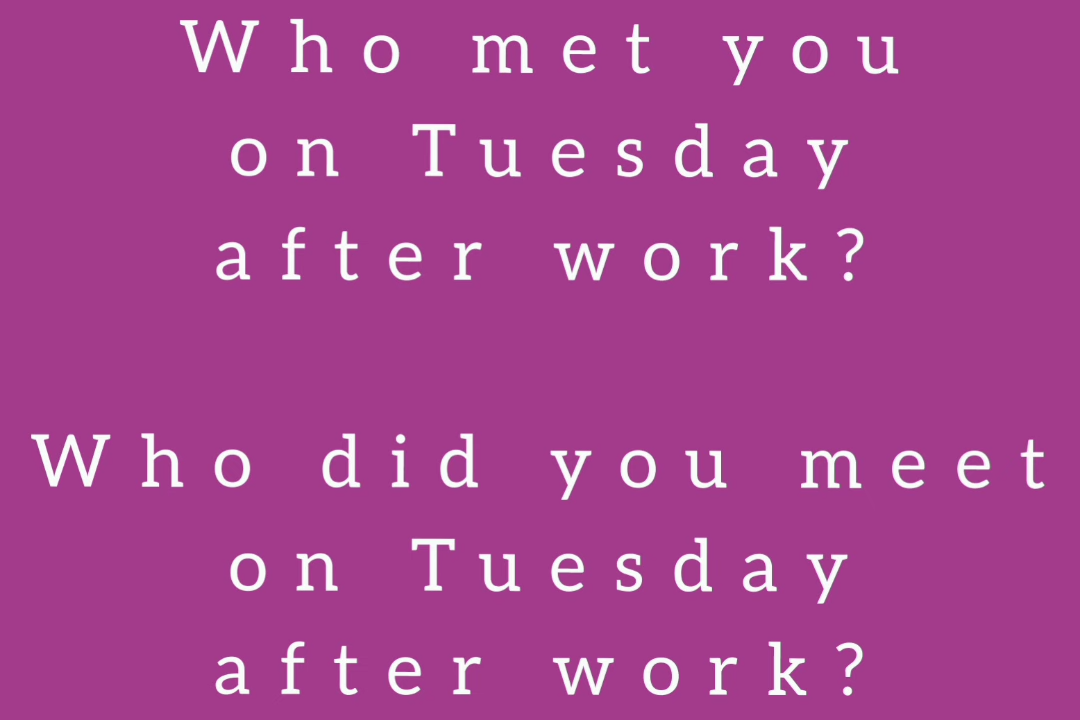 Who met you
on Tuesday
after work?
Who did you meet
on Tuesday
after work?